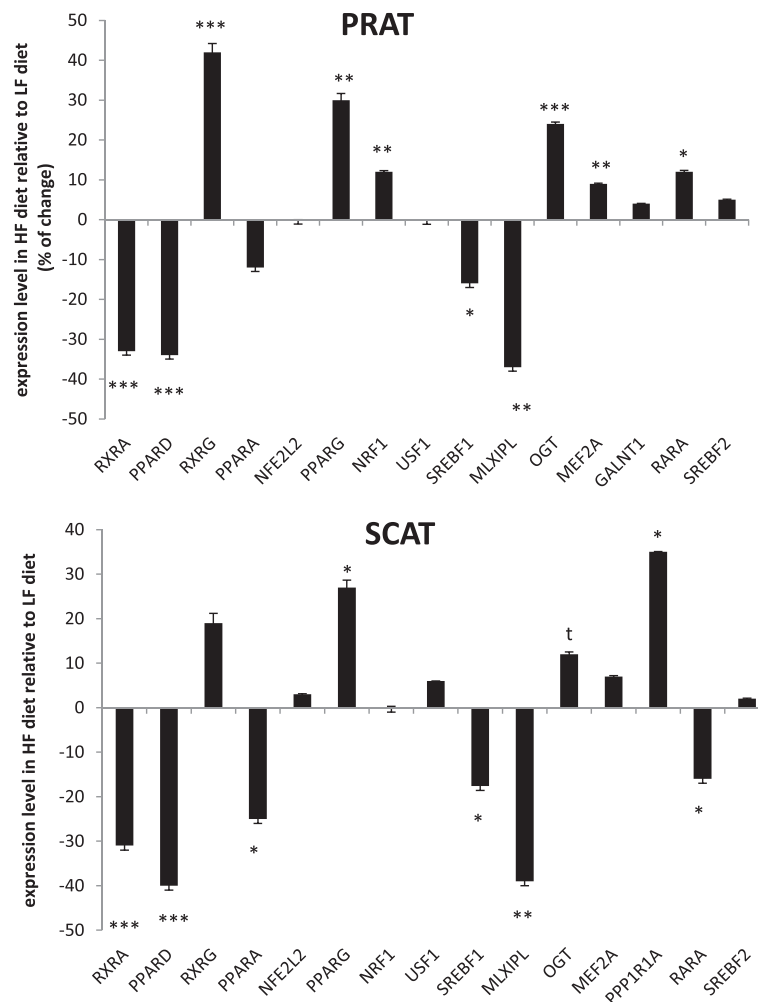 PRAT
expression level in HF diet relative to LF diet
(% of change)
50
40
30
20
10
0
-10
-20
-30
-40
-50
***
***
***
**
**
*
**
***
**
*
RXRA
PPARD
RXRG
PPARA
NFE2L2
PPARG
NRF1
USF1
SREBF1
MLXIPL
OGT
MEF2A
GALNT1
RARA
SREBF2
SCAT
expression level in HF diet relative to LF diet
40
30
20
10
0
-10
-20
-30
-40
-50
***
***
*
*
*
**
t
*
*
RXRA
PPARD
RXRG
PPARA
NFE2L2
PPARG
NRF1
USF1
SREBF1
MLXIPL
OGT
MEF2A
PPP1R1A
RARA
SREBF2